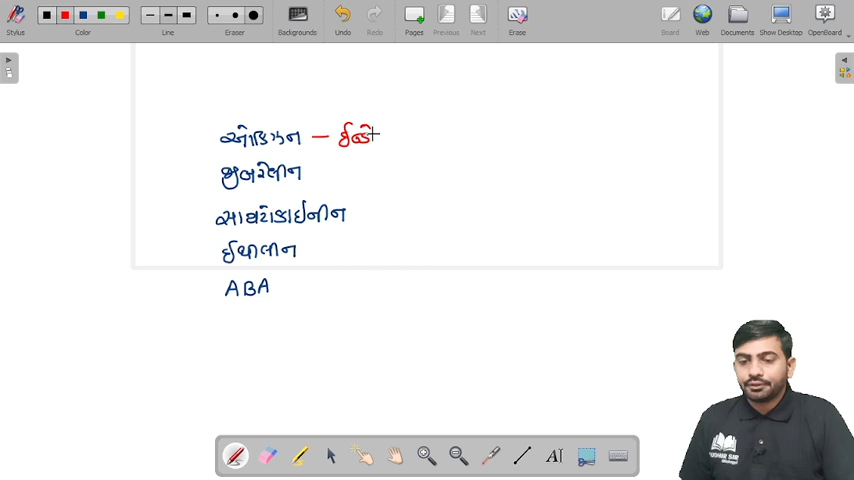 Stylus
Color
Line
Eraser
Backgrounds
Undo
Redo
Pages
Previous
Next
Erase
Board
Web
Documents
Show Desktop
OpenBoard
ઓક્ઝિન – ઈન્ડો
જીબરેલીન
સાયટોકાઇનીન
ઈથીલીન
ABA